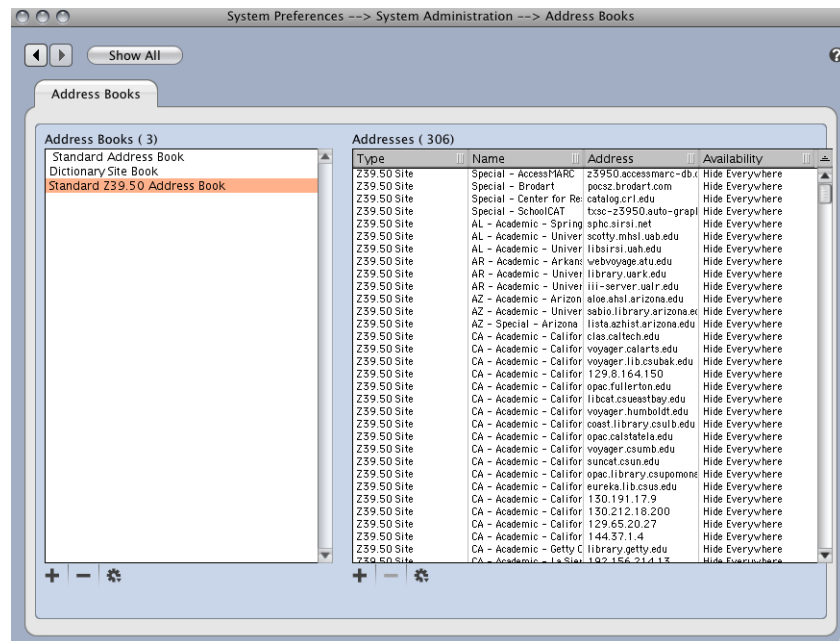 System Preferences --> System Administration --> Address Books
Show All
Address Books
Address Books ( 3)
Standard Address Book
Dictionary Site Book
Standard Z39.50 Address Book
Addresses ( 306)
Type Name Address Availability
Z39.50 Site Special - AccessMARC z3950.accessmarc-db.c Hide Everywhere
Z39.50 Site Special - Brodart pocsz.brodart.com Hide Everywhere
Z39.50 Site Special - Center for Re: catalog.crl.edu Hide Everywhere
Z39.50 Site Special - SchoolCAT txsc-z3950.auto-grapl Hide Everywhere
Z39.50 Site AL - Academic - Spring sphc.sirsi.net Hide Everywhere
Z39.50 Site AL - Academic - Univer scotty.mhsl.uab.edu Hide Everywhere
Z39.50 Site AL - Academic - Univer libsirsi.uah.edu Hide Everywhere
Z39.50 Site AR - Academic - Arkans webvoyage.atu.edu Hide Everywhere
Z39.50 Site AR - Academic - Univer library.uark.edu Hide Everywhere
Z39.50 Site AR - Academic - Univer iii-server.ualr.edu Hide Everywhere
Z39.50 Site AZ - Academic - Arizon aloe.ahsl.arizona.edu Hide Everywhere
Z39.50 Site AZ - Academic - Univer sabio.library.arizona.ec Hide Everywhere
Z39.50 Site AZ - Special - Arizona lista.azhist.arizona.edu Hide Everywhere
Z39.50 Site CA - Academic - Califor clas.caltech.edu Hide Everywhere
Z39.50 Site CA - Academic - Califor voyager.calarts.edu Hide Everywhere
Z39.50 Site CA - Academic - Califor voyager.lib.csubak.edu Hide Everywhere
Z39.50 Site CA - Academic - Califor 129.8.164.150 Hide Everywhere
Z39.50 Site CA - Academic - Califor opac.fullerton.edu Hide Everywhere
Z39.50 Site CA - Academic - Califor libcat.csueastbay.edu Hide Everywhere
Z39.50 Site CA - Academic - Califor voyager.humboldt.edu Hide Everywhere
Z39.50 Site CA - Academic - Califor coast.library.csulb.edu Hide Everywhere
Z39.50 Site CA - Academic - Califor opac.calstatela.edu Hide Everywhere
Z39.50 Site CA - Academic - Califor voyager.csumb.edu Hide Everywhere
Z39.50 Site CA - Academic - Califor suncat.csun.edu Hide Everywhere
Z39.50 Site CA - Academic - Califor opac.library.csupomona Hide Everywhere
Z39.50 Site CA - Academic - Califor eureka.lib.csus.edu Hide Everywhere
Z39.50 Site CA - Academic - Califor 130.191.17.9 Hide Everywhere
Z39.50 Site CA - Academic - Califor 130.212.18.200 Hide Everywhere
Z39.50 Site CA - Academic - Califor 129.65.20.27 Hide Everywhere
Z39.50 Site CA - Academic - Califor 144.37.1.4 Hide Everywhere
Z39.50 Site CA - Academic - Getty C library.getty.edu Hide Everywhere
Z39.50 Site CA - Academic - La Sier 192.156.214.13 Hide Everywhere